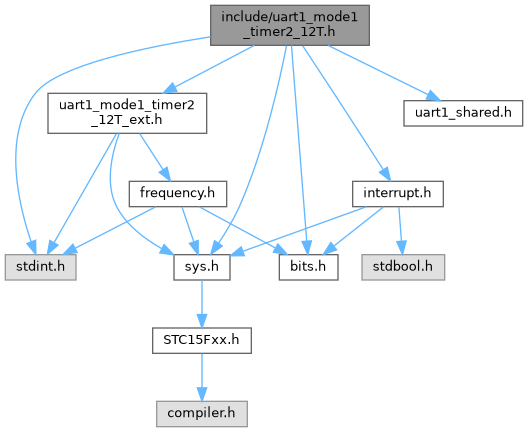 include/uart1_mode1
_timer2_12T.h
uart1_mode1_timer2
_12T_ext.h
uart1_shared.h
frequency.h
interrupt.h
stdint.h
sys.h
bits.h
stdbool.h
STC15Fxx.h
compiler.h